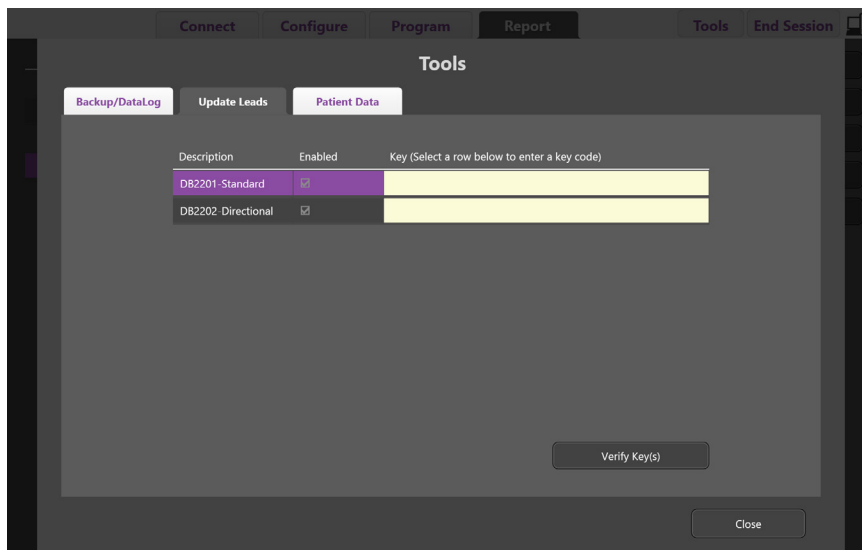 Connect Configure Program Report Tools End Session
Tools
Backup/DataLog Update Leads Patient Data
Description Enabled Key (Select a row below to enter a key code)
DB2201-Standard
DB2202-Directional
Verify Key(s)
Close